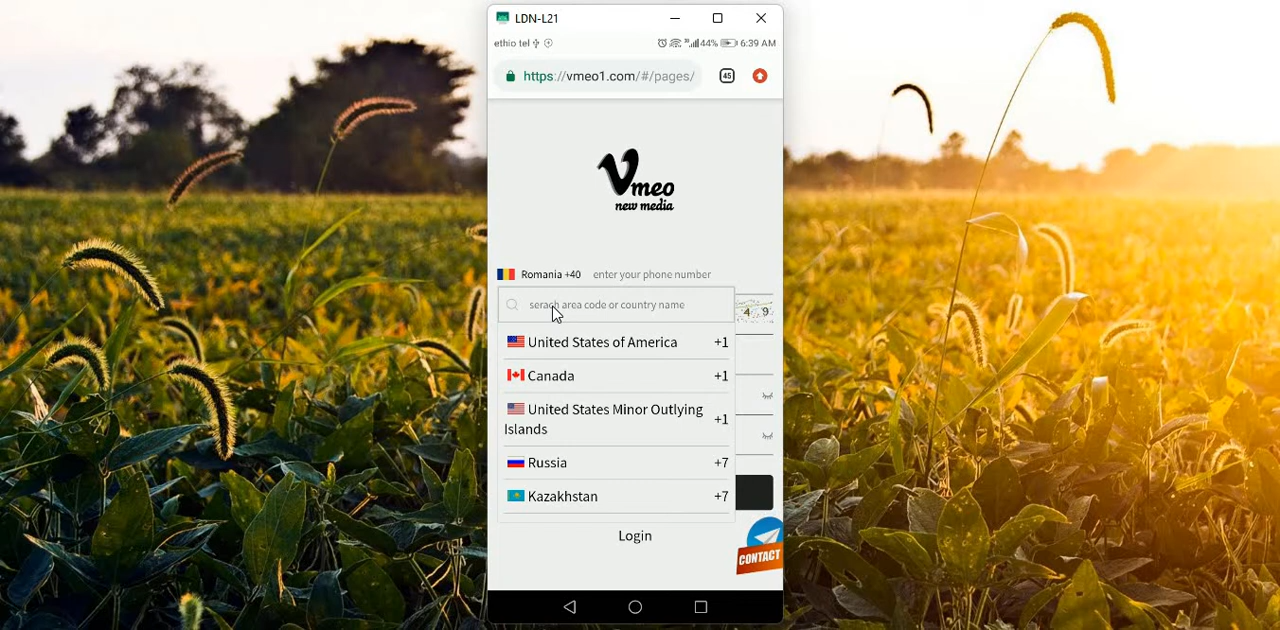 LDN-L21
ethio tel 44% 6:39 AM
https://vmeo1.com/#/pages/ 45
Vmeo
new media
Romania +40 enter your phone number
serach area code or country name
4 9
United States of America +1
Canada +1
United States Minor Outlying
Islands +1
Russia +7
Kazakhstan +7
Login
CONTACT